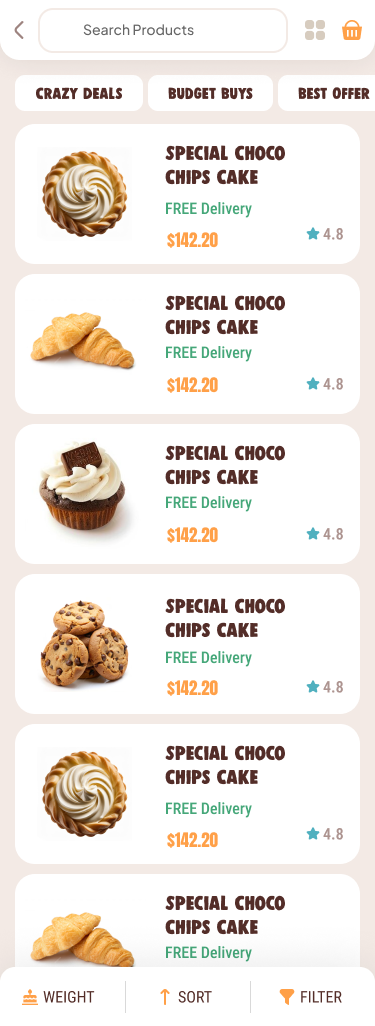 Search Products
CRAZY DEALS
BUDGET BUYS
BEST OFFER
SPECIAL CHOCO
CHIPS CAKE
FREE Delivery
$142.20
4.8
SPECIAL CHOCO
CHIPS CAKE
FREE Delivery
$142.20
4.8
SPECIAL CHOCO
CHIPS CAKE
FREE Delivery
$142.20
4.8
SPECIAL CHOCO
CHIPS CAKE
FREE Delivery
$142.20
4.8
SPECIAL CHOCO
CHIPS CAKE
FREE Delivery
$142.20
4.8
SPECIAL CHOCO
CHIPS CAKE
FREE Delivery
WEIGHT
SORT
FILTER